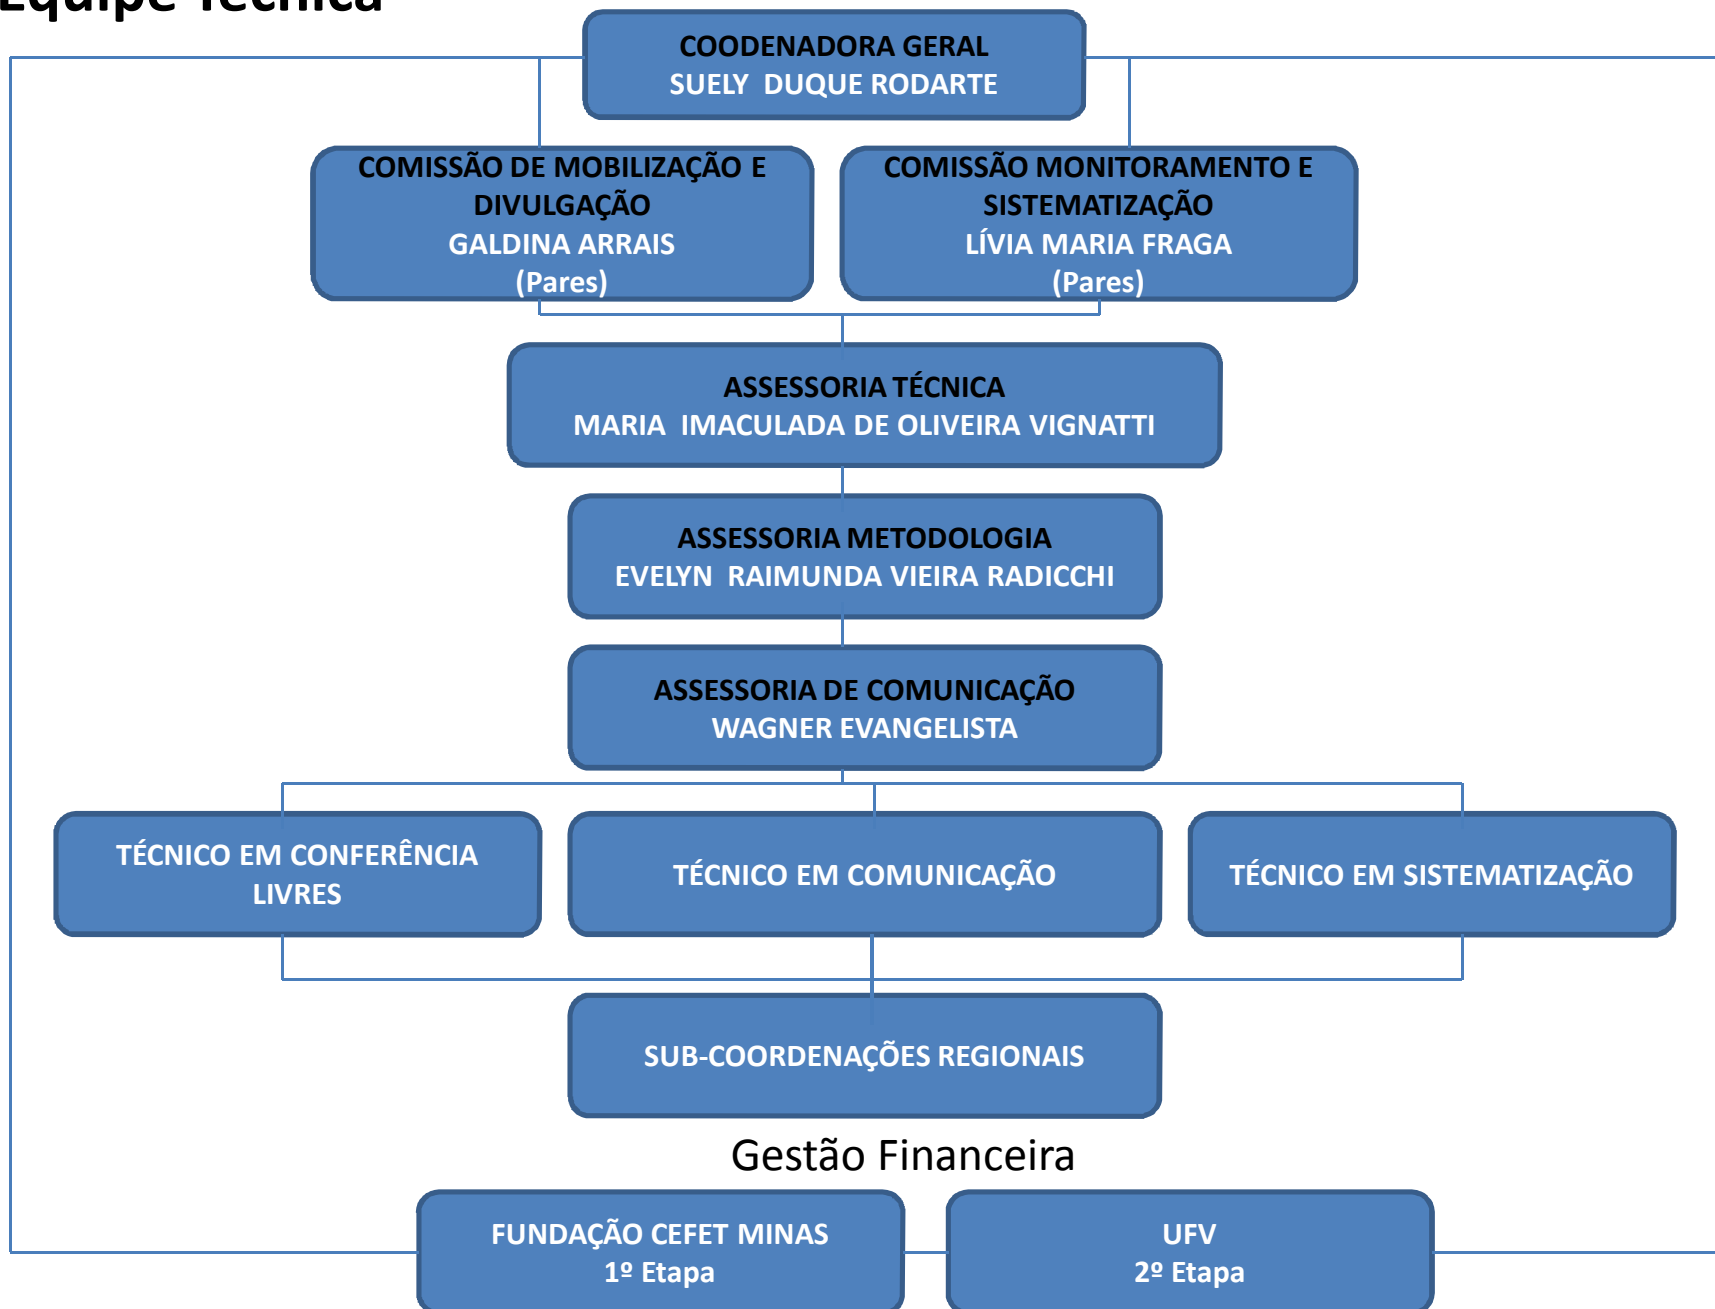 Equipe Técnica
COODENADORA GERAL
SUELY DUQUE RODARTE
COMISSÃO DE MOBILIZAÇÃO E
DIVULGAÇÃO
GALDINA ARRAIS
(Pares)
COMISSÃO MONITORAMENTO E
SISTEMATIZAÇÃO
LÍVIA MARIA FRAGA
(Pares)
ASSESSORIA TÉCNICA
MARIA IMACULADA DE OLIVEIRA VIGNATTI
ASSESSORIA METODOLOGIA
EVELYN RAIMUNDA VIEIRA RADICCHI
ASSESSORIA DE COMUNICAÇÃO
WAGNER EVANGELISTA
TÉCNICO EM CONFERÊNCIA
LIVRES
TÉCNICO EM COMUNICAÇÃO
TÉCNICO EM SISTEMATIZAÇÃO
SUB-COORDENAÇÕES REGIONAIS
Gestão Financeira
FUNDAÇÃO CEFET MINAS
1º Etapa
UFV
2º Etapa